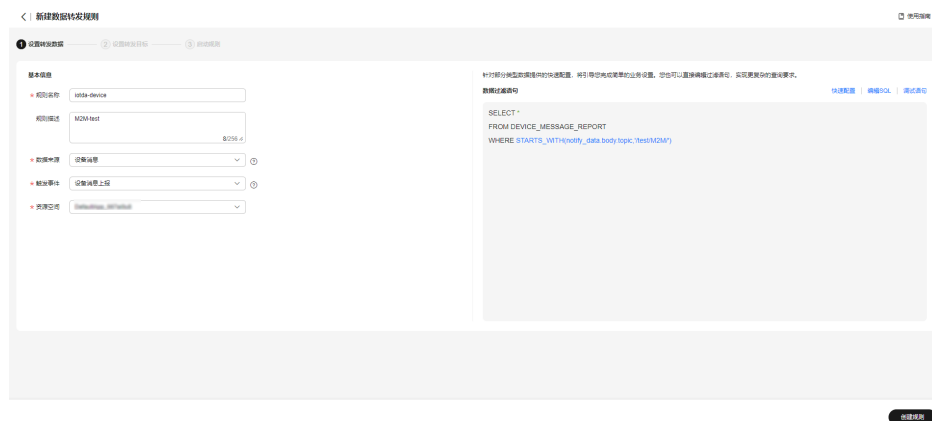 新建数据转发规则
使用指南
1 设置转发数据
2 设置转发目标
3 启动规则
基本信息
* 规则名称 iotda-device
规则描述 M2M-test
8/256
* 数据来源 设备消息
* 触发事件 设备消息上报
* 资源空间
针对部分类型数据提供的快速配置,将引导您完成简单的业务设置。您也可以直接编辑过滤语句,实现更复杂的查询要求。
数据过滤语句
快速配置 | 编辑SQL | 调试语句
SELECT *
FROM DEVICE_MESSAGE_REPORT
WHERE STARTS_WITH(notify_data.body.topic,'/test/M2M/')
创建规则